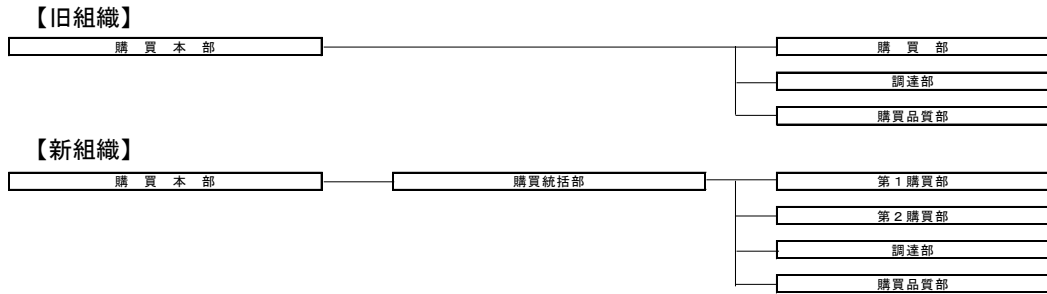 【旧組織】
購 買 本 部
購 買 部
調達部
購買品質部
【新組織】
購 買 本 部
購買統括部
第１購買部
第２購買部
調達部
購買品質部